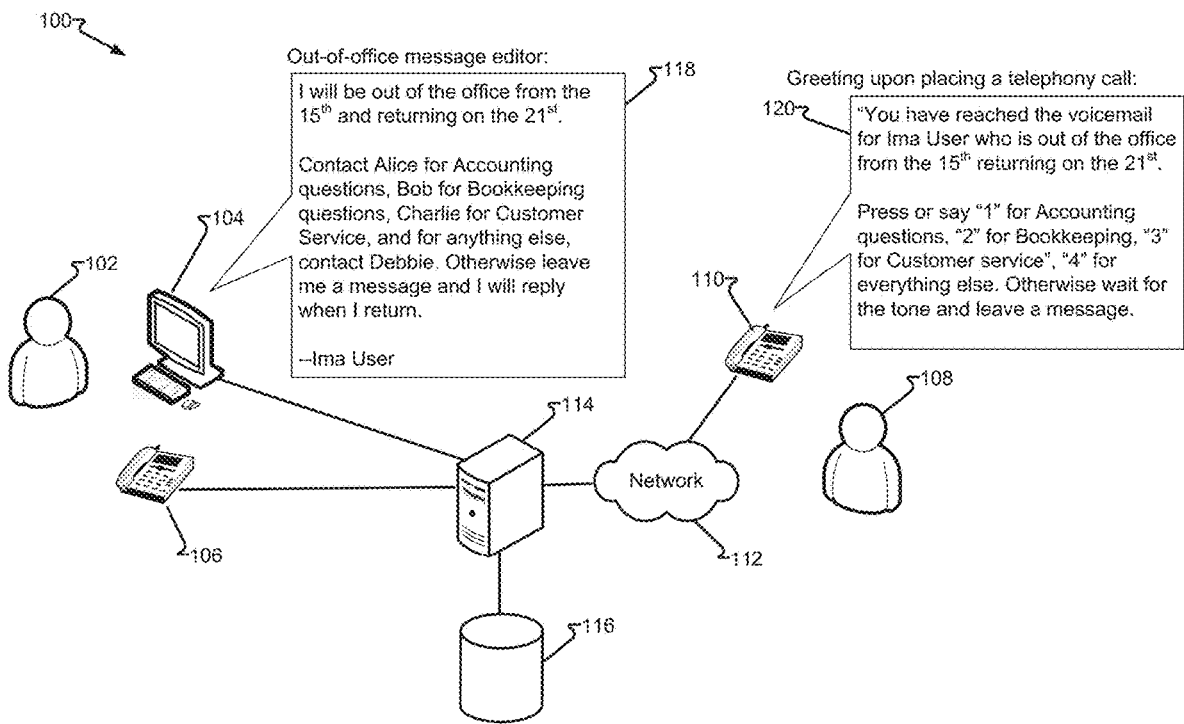 100
Out-of-office message editor:
118
I will be out of the office from the
15th and returning on the 21st.
Contact Alice for Accounting
questions, Bob for Bookkeeping
questions, Charlie for Customer
Service, and for anything else,
contact Debbie. Otherwise leave
me a message and I will reply
when I return.
--Ima User
Greeting upon placing a telephony call:
120
"You have reached the voicemail
for Ima User who is out of the office
from the 15th returning on the 21st.
Press or say "1" for Accounting
questions, "2" for Bookkeeping, "3"
for Customer service", "4" for
everything else. Otherwise wait for
the tone and leave a message.
104
102
110
108
114
Network
106
112
116